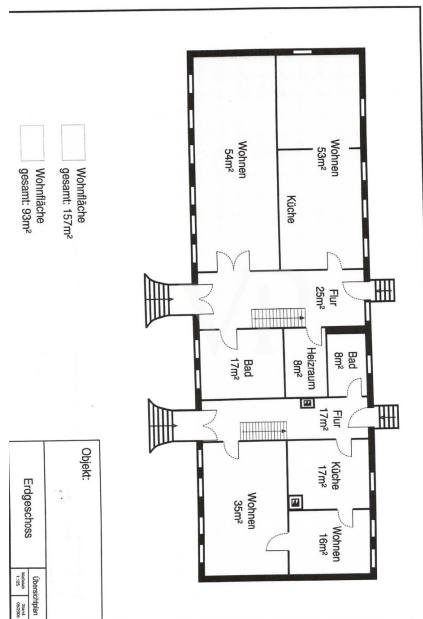 Wohnen
53m²
Wohnen
54m²
Küche
Flur
25m²
Bad
8m²
Heizraum
8m²
Bad
17m²
Flur
17m²
Küche
17m²
Wohnen
16m²
Wohnen
35m²
Wohnfläche
gesamt: 157m²
Wohnfläche
gesamt: 93m²
Objekt:
Erdgeschoss
Übersichtplan